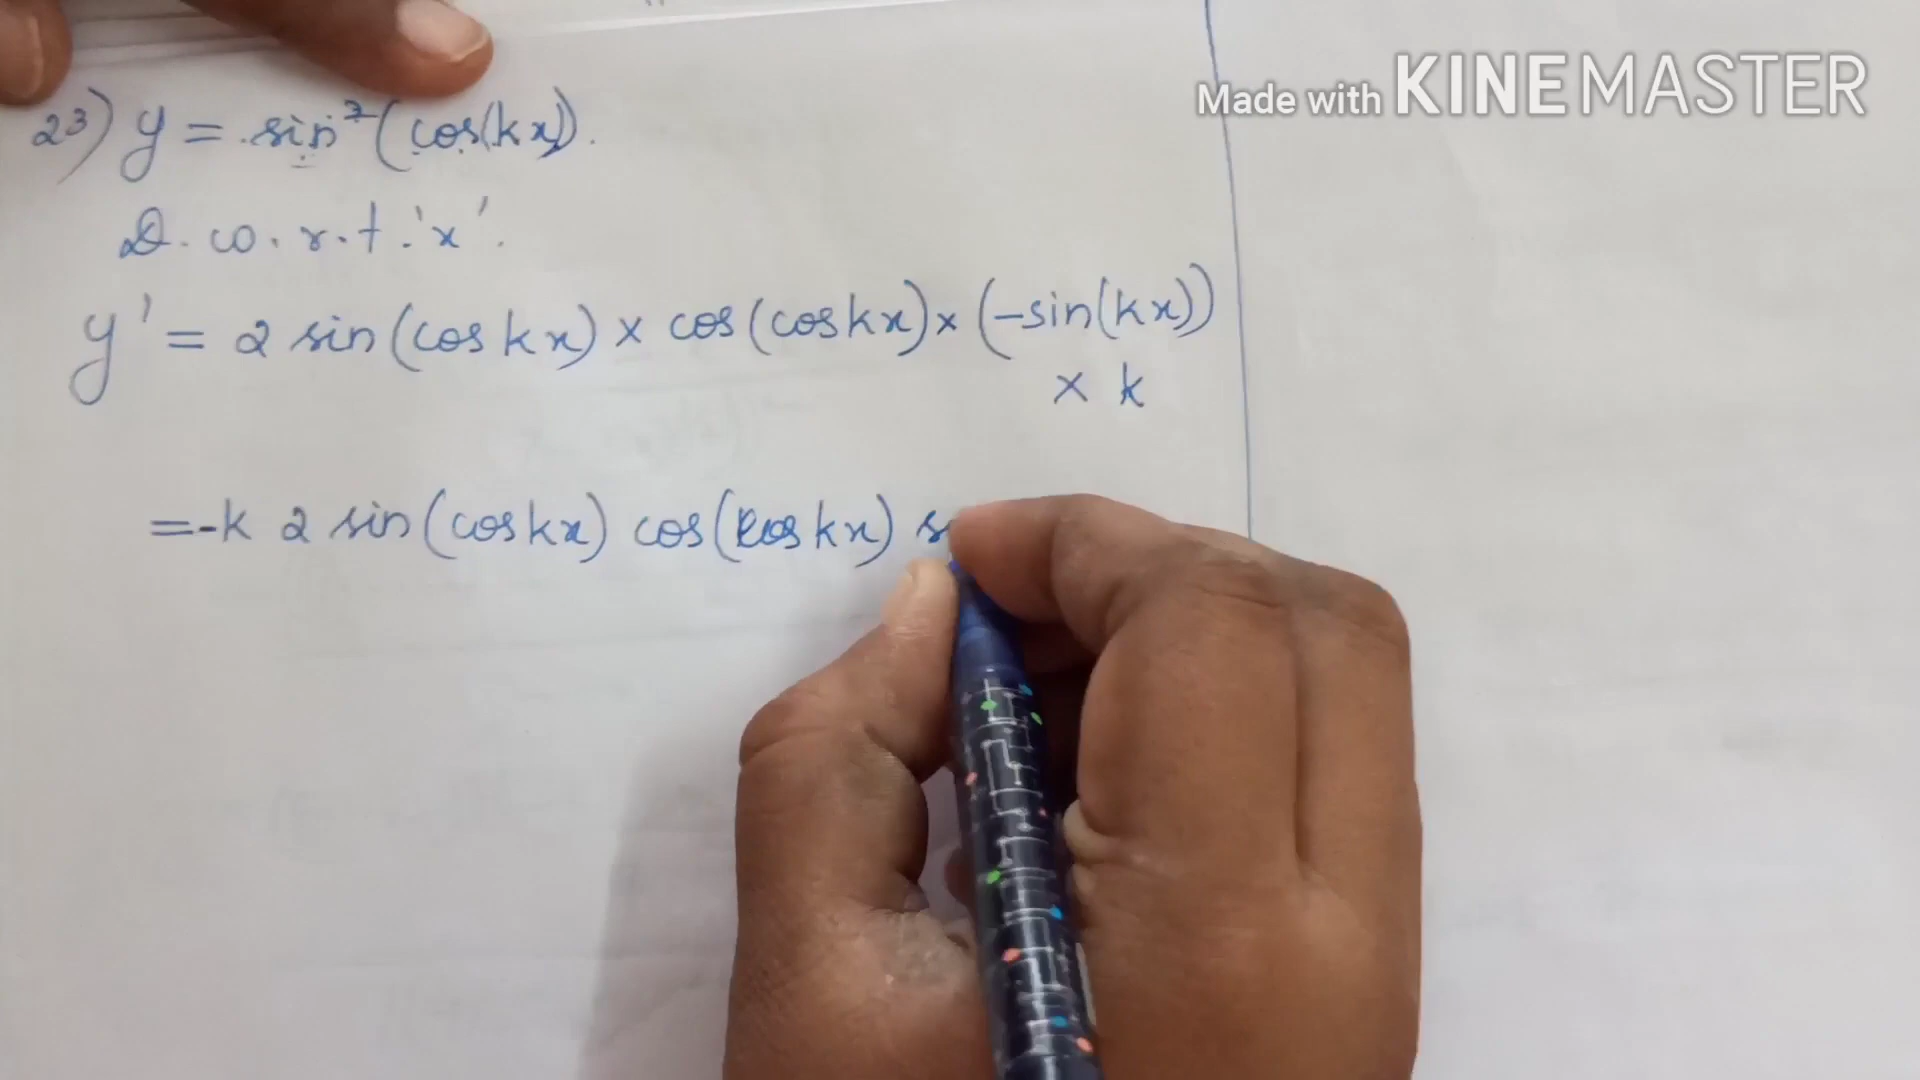 Made with KINEMASTER
23) y = sin²(cos(kx)).
D. w. r. t. 'x'.
y' = 2 sin(cos kx) × cos(cos kx) × (-sin(kx))
× k
= -k 2 sin(cos kx) cos(cos kx) s